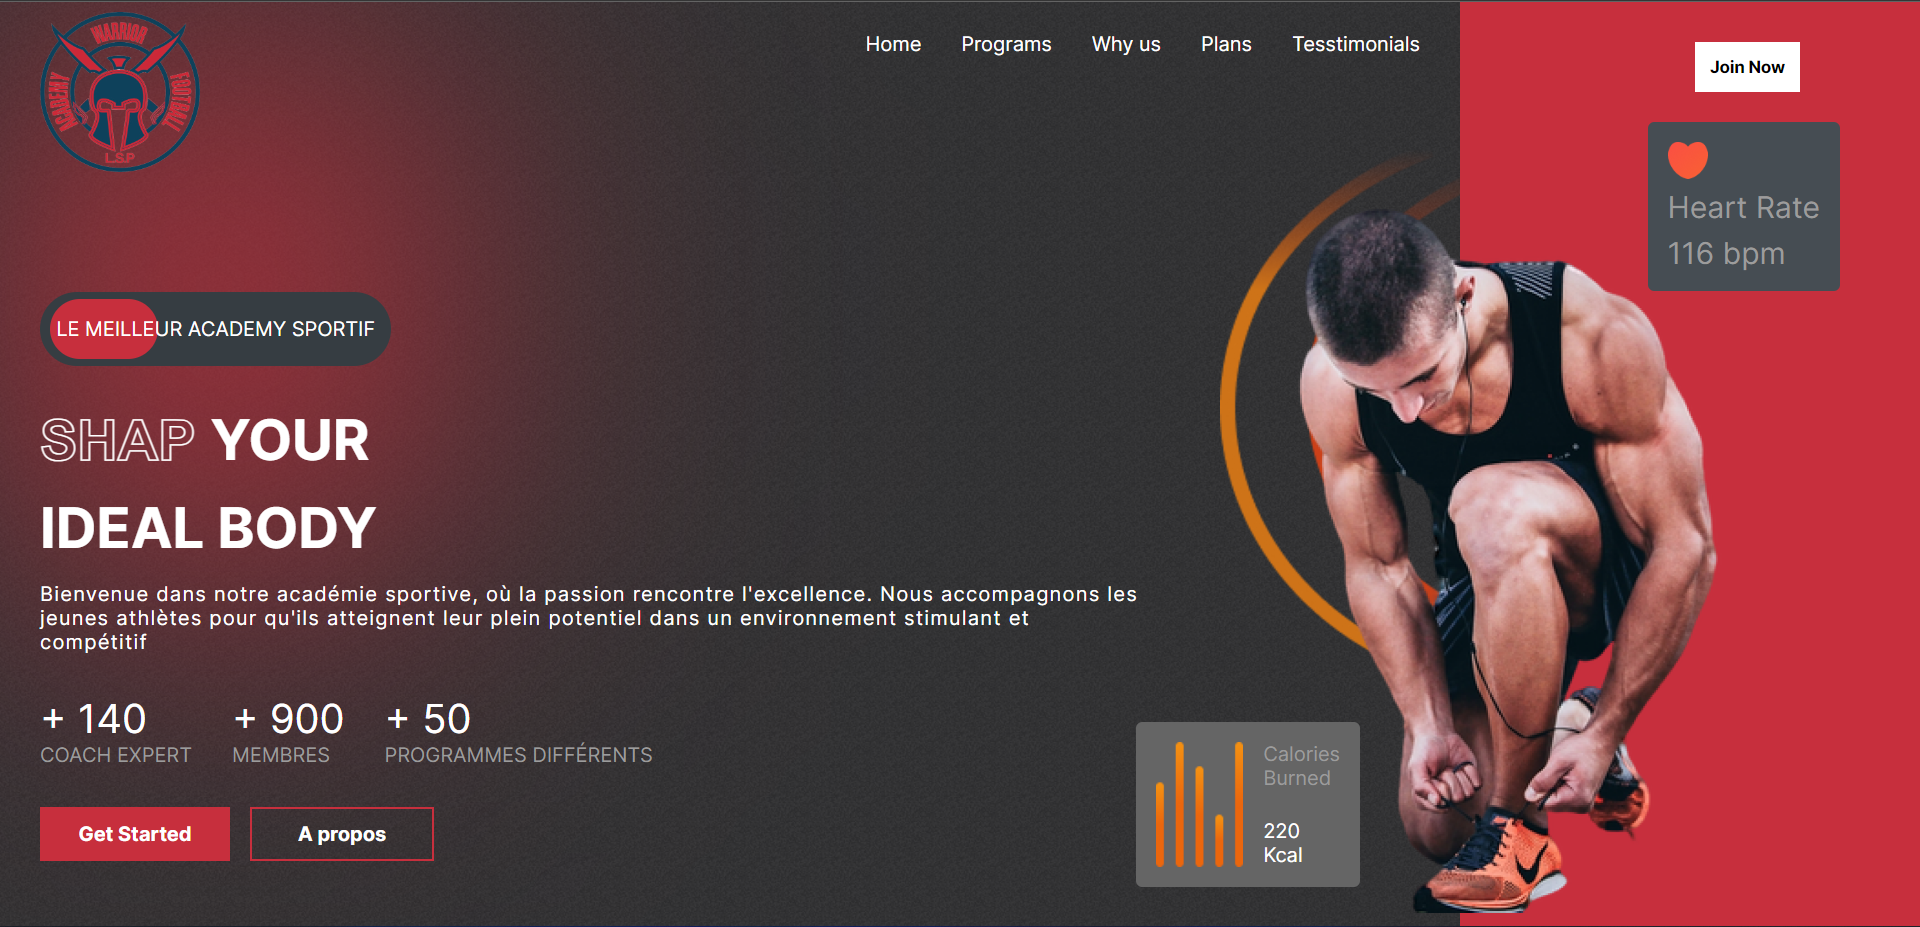 WARRIOR
ACADEMY
FOOTBALL
L.S.P
Home
Programs
Why us
Plans
Tesstimonials
Join Now
Heart Rate
116 bpm
LE MEILLEUR ACADEMY SPORTIF
SHAP YOUR
IDEAL BODY
Bienvenue dans notre académie sportive, où la passion rencontre l'excellence. Nous accompagnons les
jeunes athlètes pour qu'ils atteignent leur plein potentiel dans un environnement stimulant et
compétitif
+ 140
COACH EXPERT
+ 900
MEMBRES
+ 50
PROGRAMMES DIFFÉRENTS
Get Started
A propos
Calories
Burned
220
Kcal